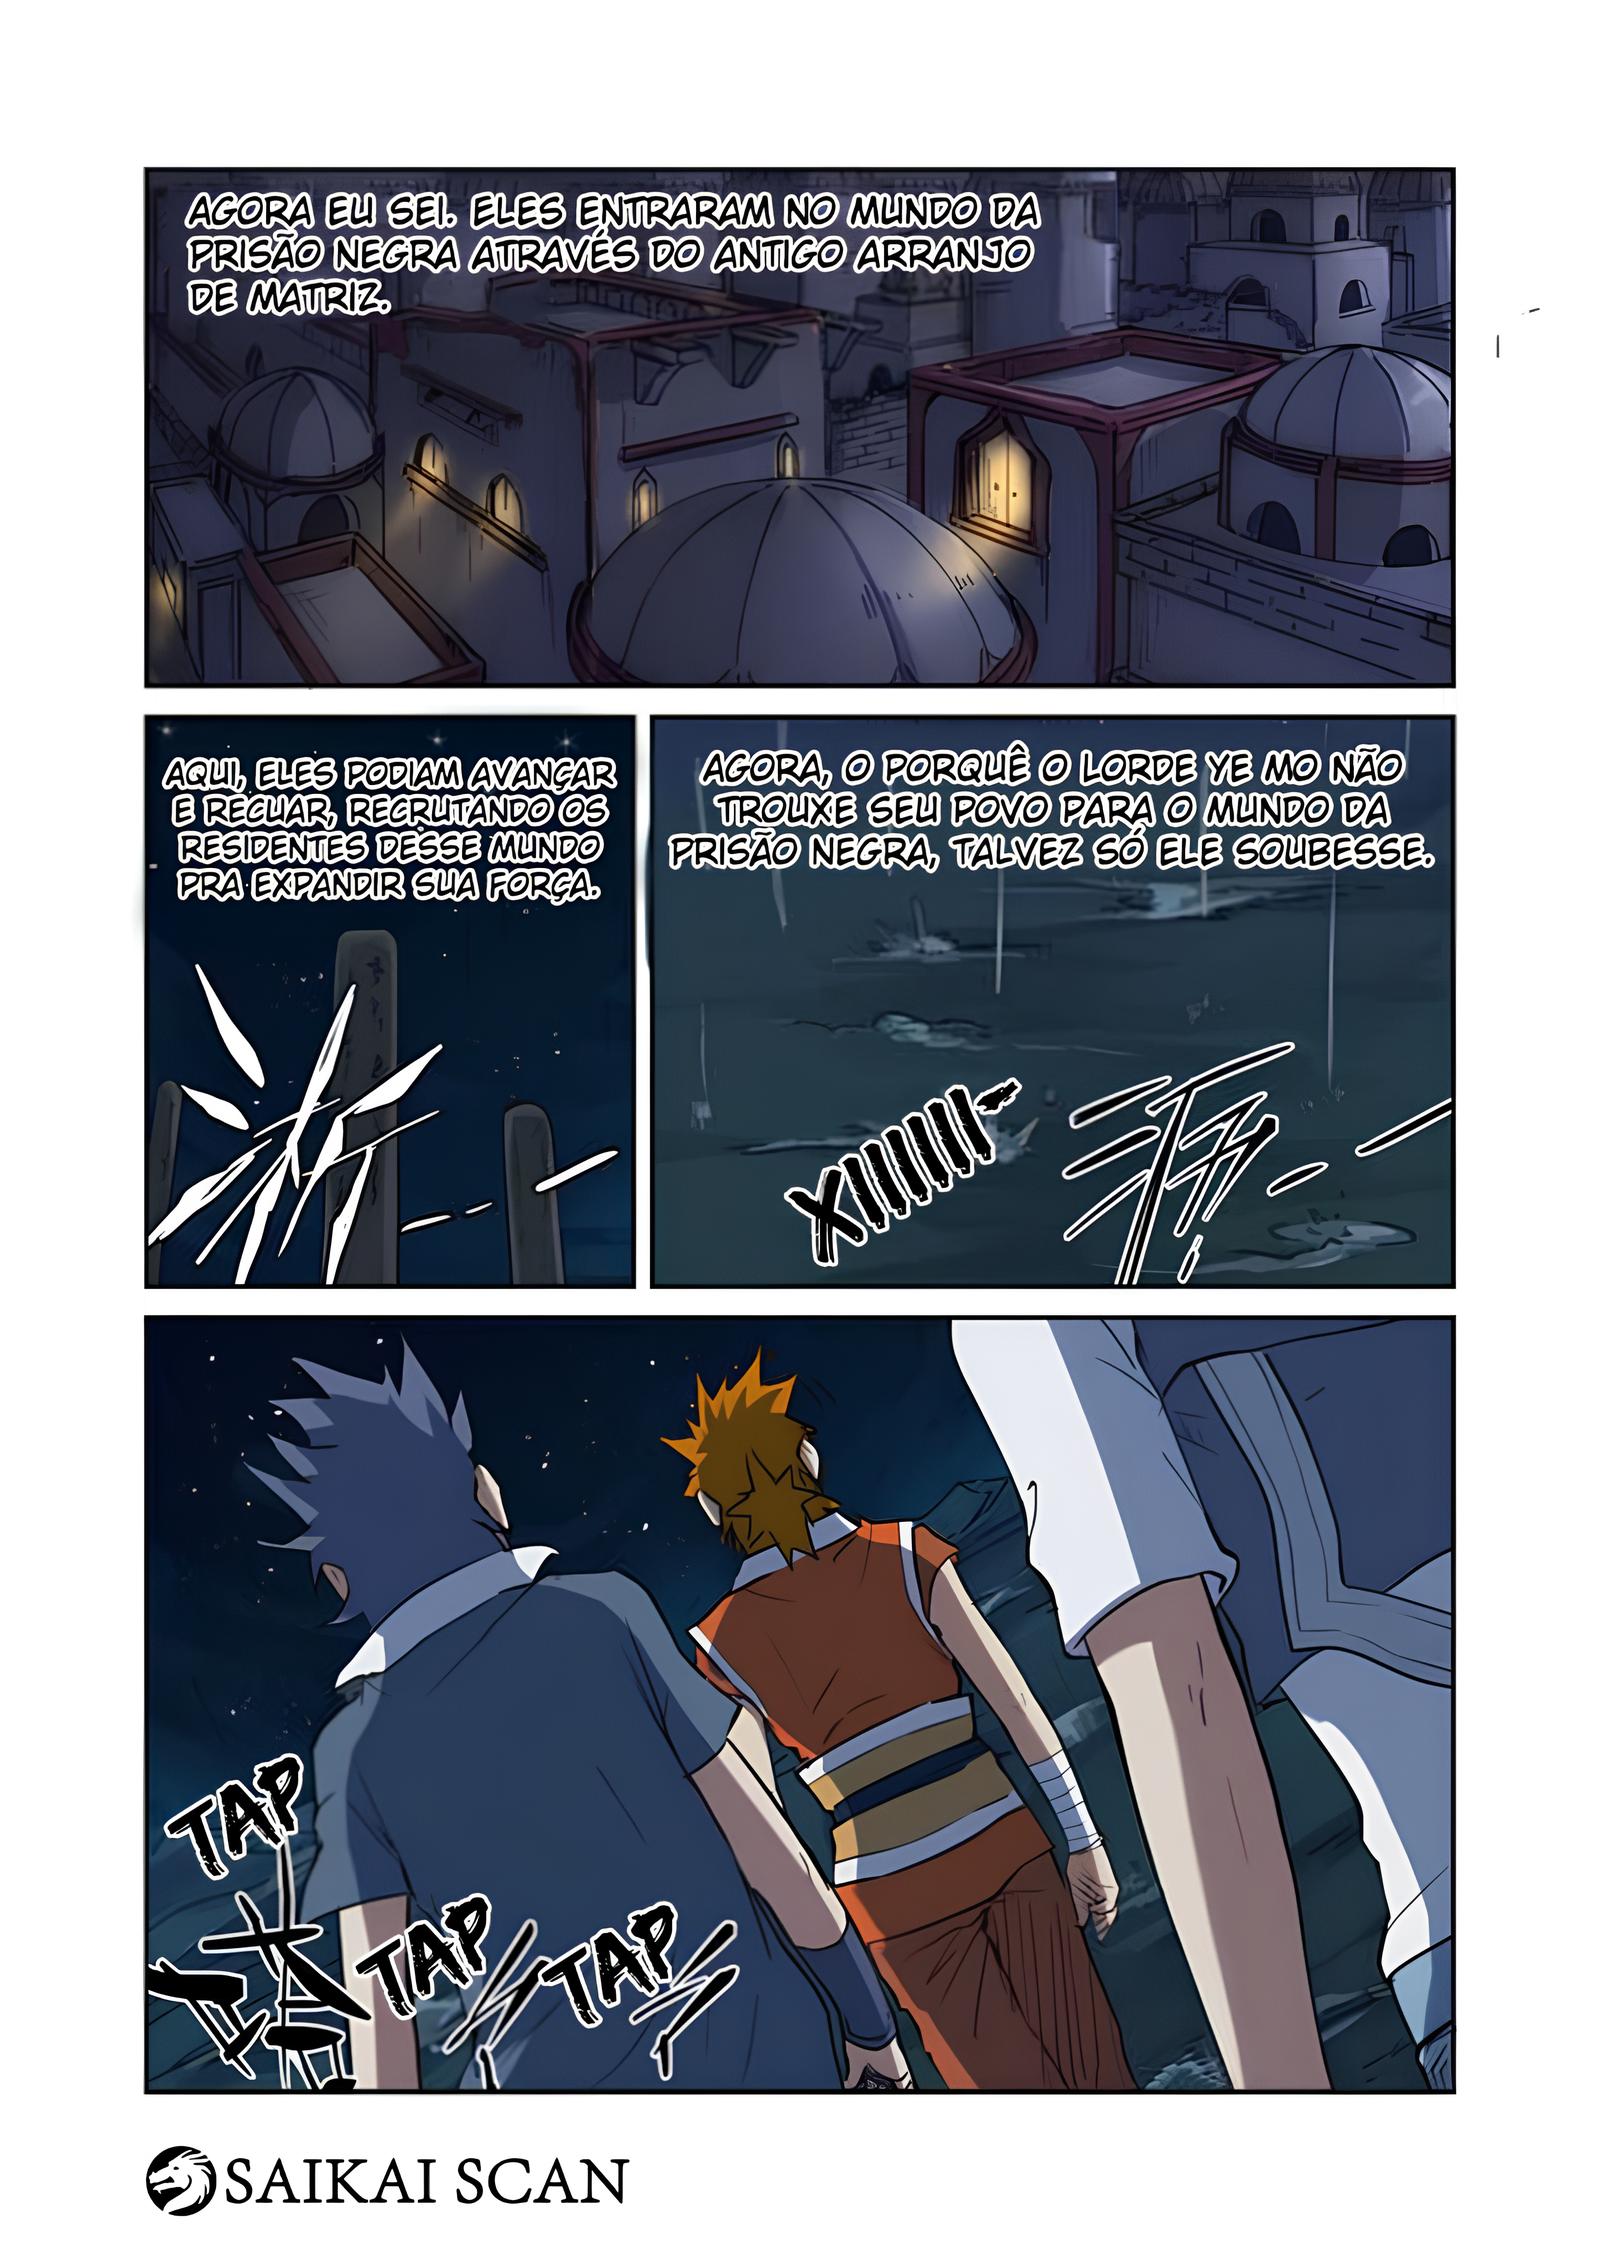 AGORA EU SEI. ELES ENTRARAM NO MUNDO DA
PRISÃO NEGRA ATRAVÉS DO ANTIGO ARRANJO
DE MATRIZ.
AQUI, ELES PODIAM AVANÇAR
E RECUAR, RECRUTANDO OS
RESIDENTES DESSE MUNDO
PRA EXPANDIR SUA FORÇA.
AGORA, O PORQUÊ O LORDE YE MO NÃO
TROUXE SEU POVO PARA O MUNDO DA
PRISÃO NEGRA, TALVEZ SÓ ELE SOUBESSE.
淅
XIIIIIII
TAP
TAP
TAP
SAIKAI SCAN